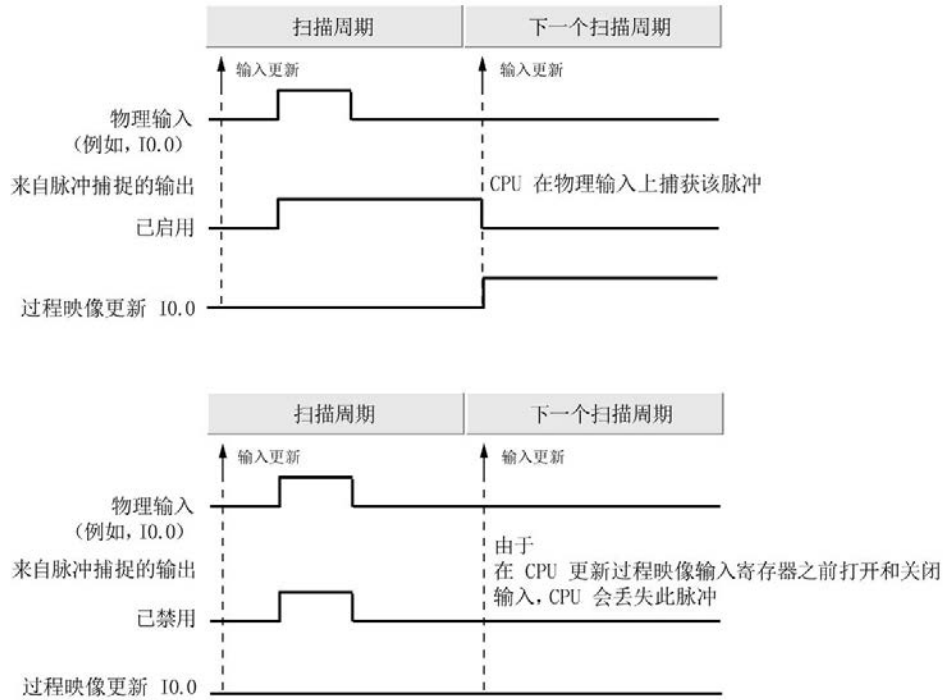 扫描周期 下一个扫描周期
输入更新 输入更新
物理输入
(例如, I0.0)
来自脉冲捕捉的输出
CPU 在物理输入上捕获该脉冲
已启用
过程映像更新 I0.0
扫描周期 下一个扫描周期
输入更新 输入更新
物理输入
(例如, I0.0)
由于
来自脉冲捕捉的输出
在 CPU 更新过程映像输入寄存器之前打开和关闭
输入, CPU 会丢失此脉冲
已禁用
过程映像更新 I0.0